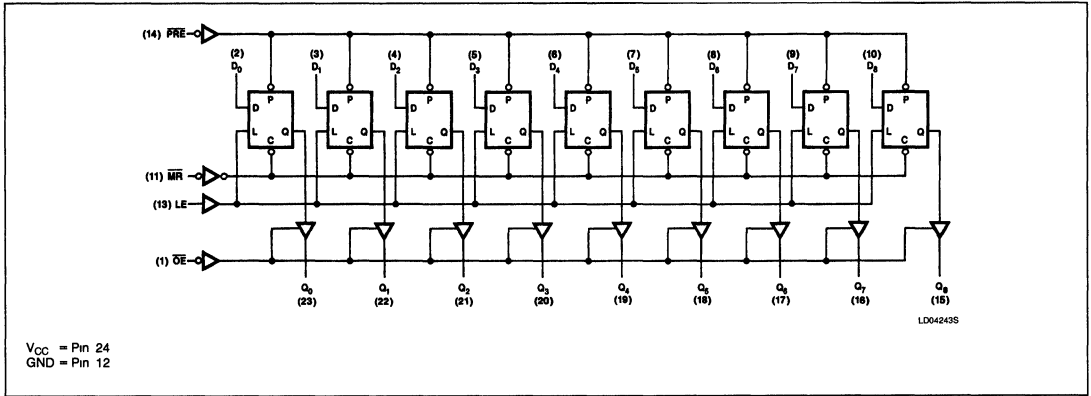 (14) PRE
(2) (3) (4) (5) (6) (7) (8) (9) (10)
D₀ D₁ D₂ D₃ D₄ D₅ D₆ D₇ D₈
P P P P P P P P P
D D D D D D D D D
L Q L Q L Q L Q L Q L Q L Q L Q L Q
C C C C C C C C C
(11) MR
(13) LE
(1) OE
Q₀ Q₁ Q₂ Q₃ Q₄ Q₅ Q₆ Q₇ Q₈
(23) (22) (21) (20) (19) (18) (17) (16) (15)
LD04243S
VCC = Pin 24
GND = Pin 12